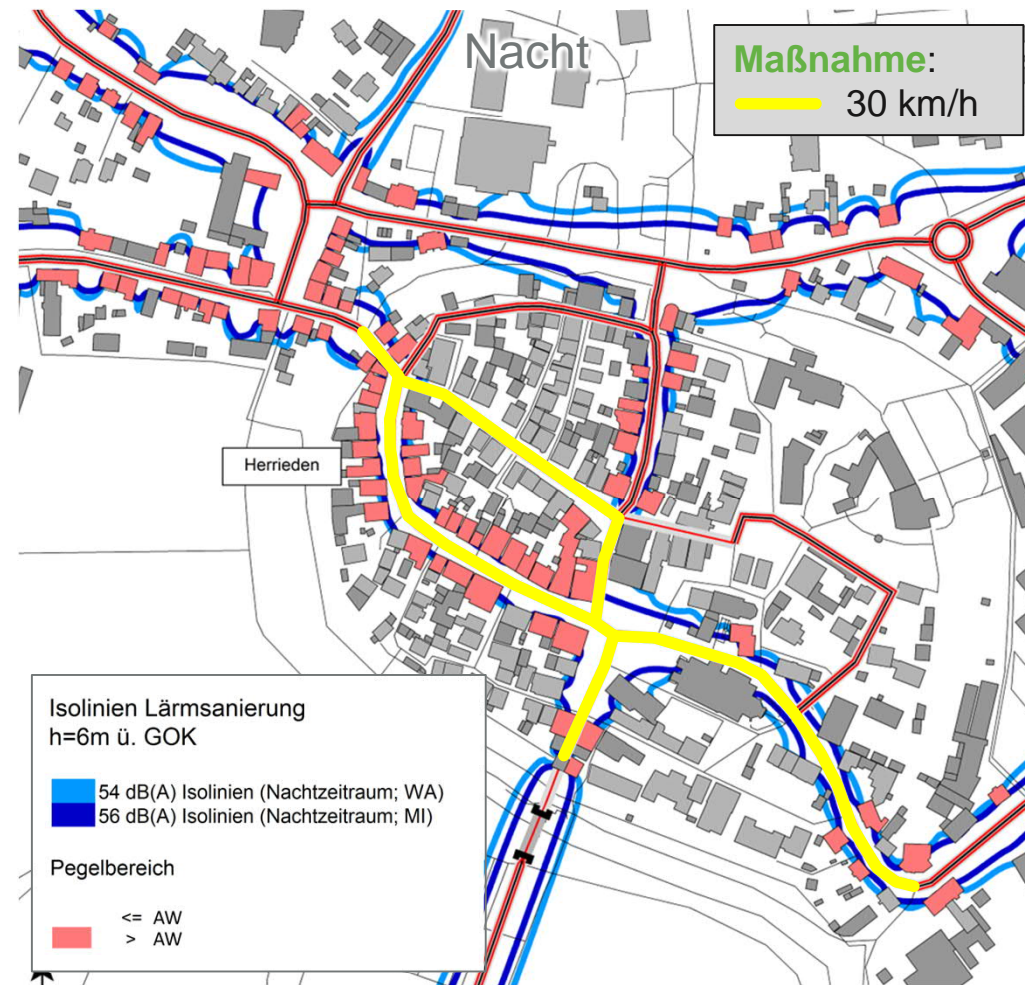 Nacht
Maßnahme:
30 km/h
Herrieden
Isolinien Lärmsanierung
h=6m ü. GOK
54 dB(A) Isolinien (Nachtzeitraum; WA)
56 dB(A) Isolinien (Nachtzeitraum; MI)
Pegelbereich
<= AW
> AW